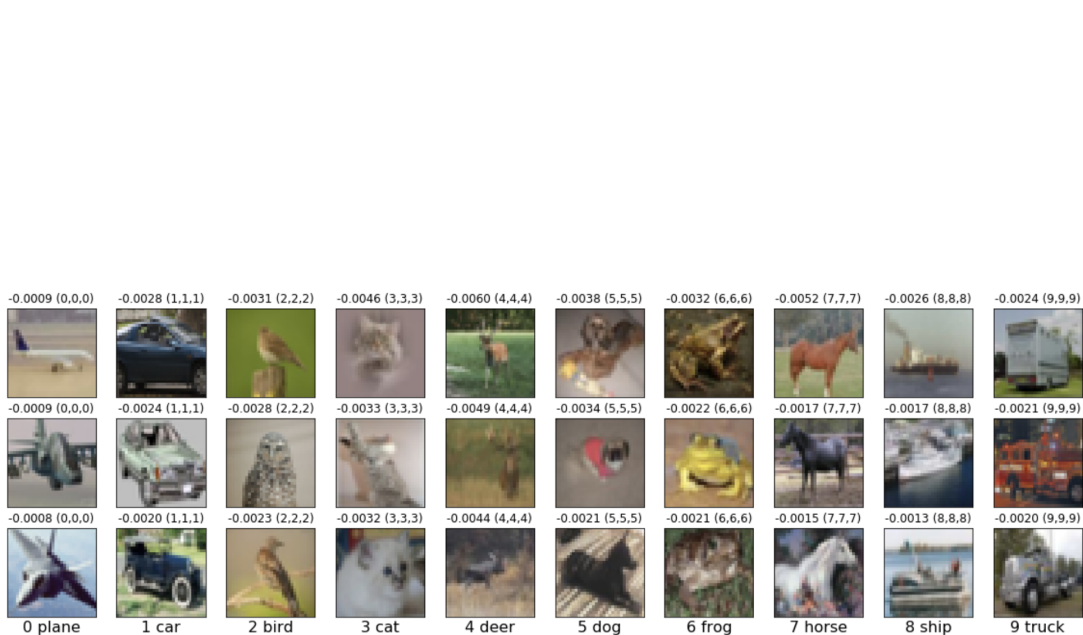 -0.0009 (0,0,0) -0.0028 (1,1,1) -0.0031 (2,2,2) -0.0046 (3,3,3) -0.0060 (4,4,4) -0.0038 (5,5,5) -0.0032 (6,6,6) -0.0052 (7,7,7) -0.0026 (8,8,8) -0.0024 (9,9,9)
-0.0009 (0,0,0) -0.0024 (1,1,1) -0.0028 (2,2,2) -0.0033 (3,3,3) -0.0049 (4,4,4) -0.0034 (5,5,5) -0.0022 (6,6,6) -0.0017 (7,7,7) -0.0017 (8,8,8) -0.0021 (9,9,9)
-0.0008 (0,0,0) -0.0020 (1,1,1) -0.0023 (2,2,2) -0.0032 (3,3,3) -0.0044 (4,4,4) -0.0021 (5,5,5) -0.0021 (6,6,6) -0.0015 (7,7,7) -0.0013 (8,8,8) -0.0020 (9,9,9)
0 plane 1 car 2 bird 3 cat 4 deer 5 dog 6 frog 7 horse 8 ship 9 truck